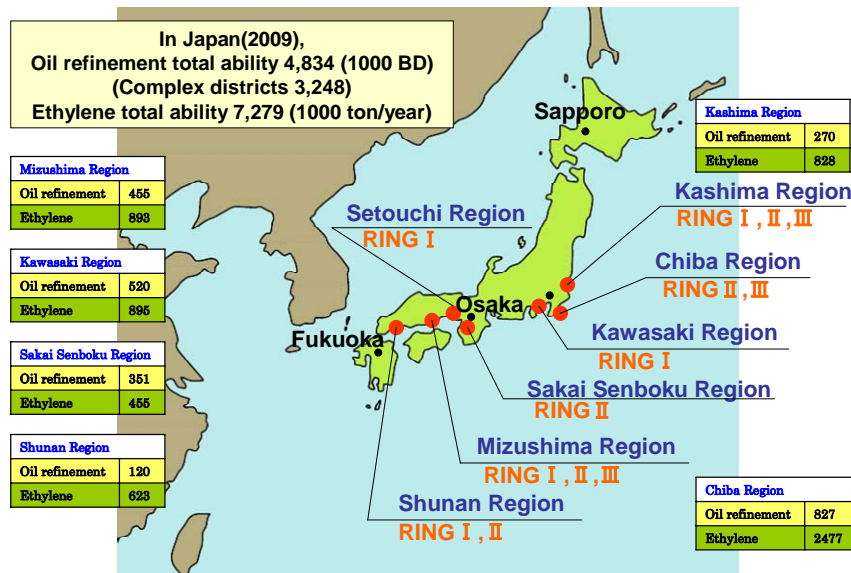 In Japan(2009),
Oil refinement total ability 4,834 (1000 BD)
(Complex districts 3,248)
Ethylene total ability 7,279 (1000 ton/year)
Sapporo
Kashima Region
Oil refinement 270
Ethylene 828
Mizushima Region
Oil refinement 455
Ethylene 893
Kashima Region
RING Ⅰ,Ⅱ,Ⅲ
Setouchi Region
RING Ⅰ
Kawasaki Region
Oil refinement 520
Ethylene 895
Chiba Region
RING Ⅱ,Ⅲ
Osaka
Fukuoka
Kawasaki Region
RING Ⅰ
Sakai Senboku Region
Oil refinement 351
Ethylene 455
Sakai Senboku Region
RING Ⅱ
Shunan Region
Oil refinement 120
Ethylene 623
Mizushima Region
RING Ⅰ,Ⅱ,Ⅲ
Shunan Region
RING Ⅰ,Ⅱ
Chiba Region
Oil refinement 827
Ethylene 2477